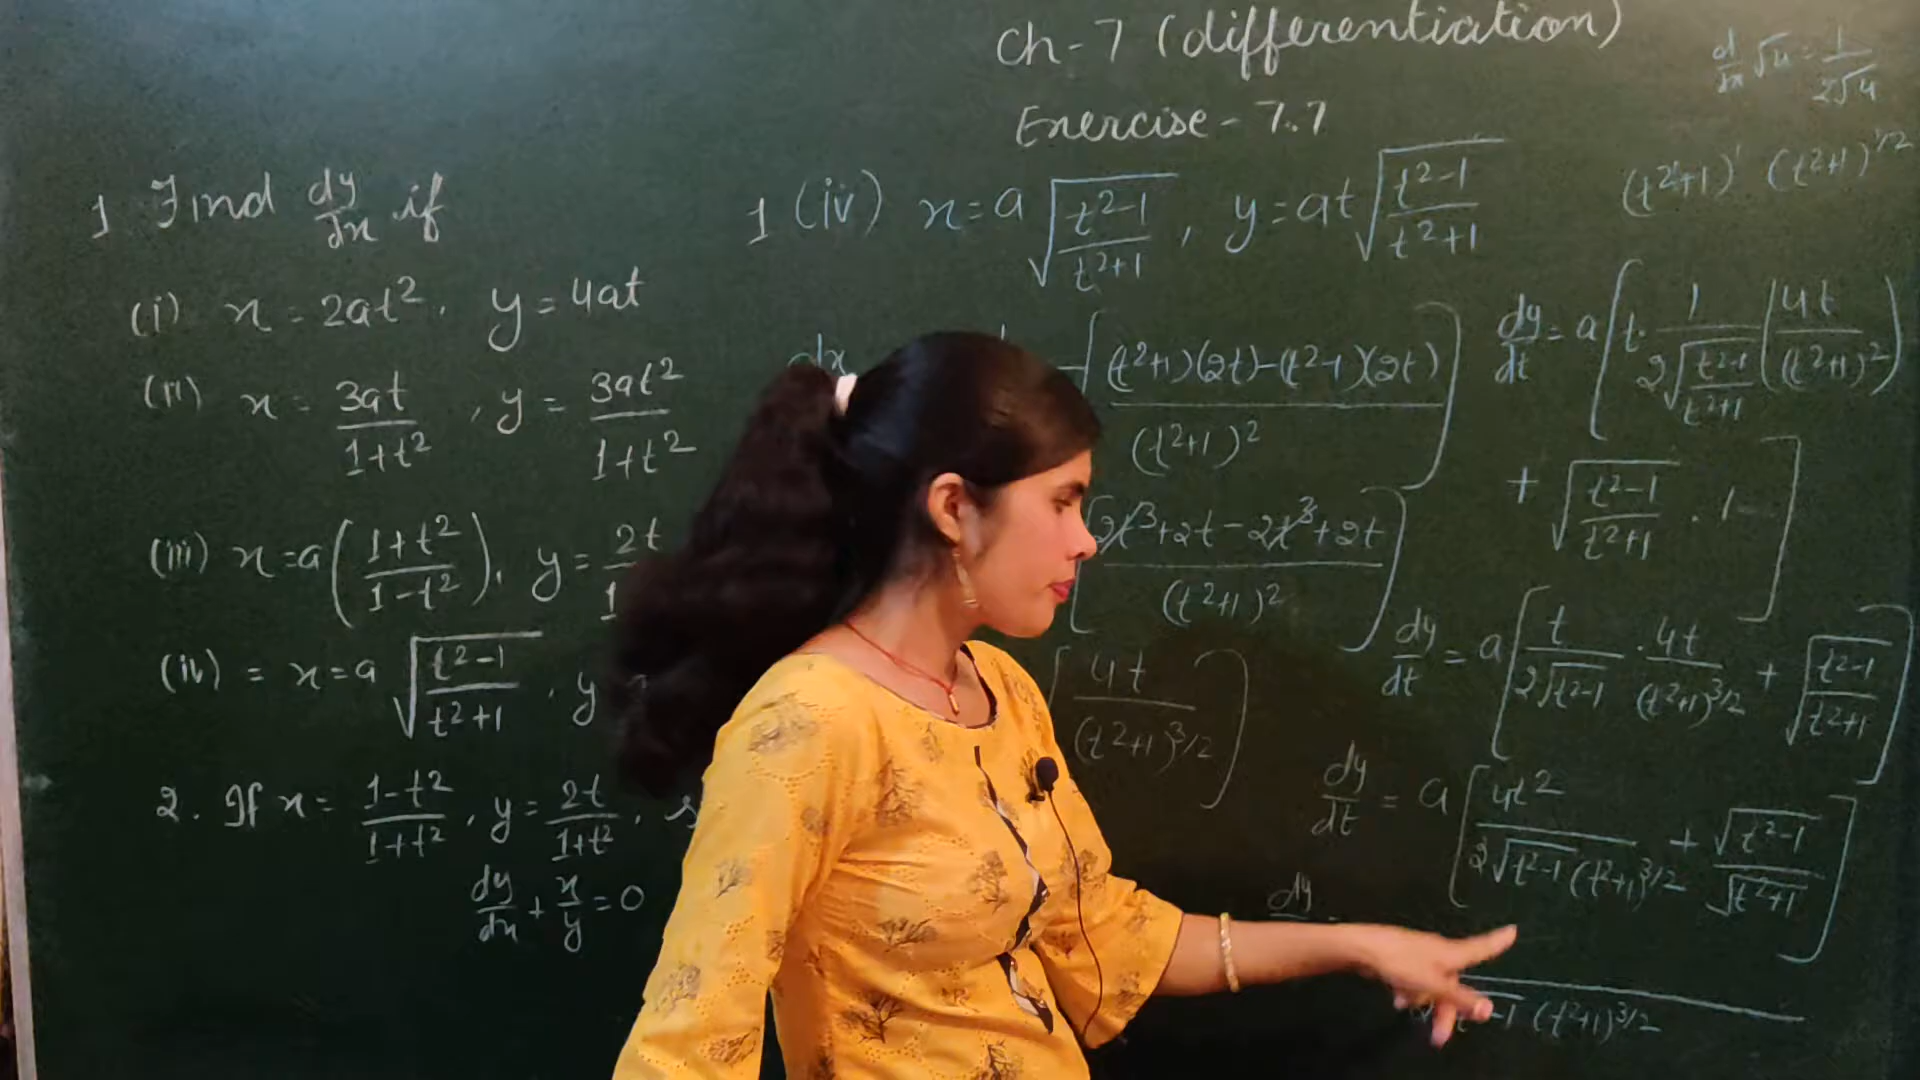 Ch-7 (differentiation)
Exercise - 7.7
d/dx √u = 1/(2√u)
1 Find dy/dx if
(i) x = 2at², y = 4at
(ii) x = 3at/(1+t²), y = 3at²/(1+t²)
(iii) x = a((1+t²)/(1-t²)), y = 2t/1
(iv) = x = a √((t²-1)/(t²+1)), y
2. If x = (1-t²)/(1+t²), y = 2t/(1+t²), s
dy/dx + x/y = 0
1 (iv) x = a √((t²-1)/(t²+1)), y = at √((t²-1)/(t²+1))
dx
[((t²+1)(2t)-(t²-1)(2t))/(t²+1)²]
[(2t³+2t-2t³+2t)/(t²+1)²]
[4t/(t²+1)^3/2]
(t²+1)¹ (t²+1)^1/2
dy/dt = a[t. 1/(2√((t²-1)/(t²+1))) (4t/(t²+1)²)
+ √((t²-1)/(t²+1)) . 1]
dy/dt = a[t/(2√(t²-1)) . 4t/(t²+1)^3/2 + √((t²-1)/(t²+1))]
dy/dt = a[4t²/(2√(t²-1) (t²+1)^3/2) + √(t²-1)/√(t²+1)]
dy
-1 (t²+1)^3/2